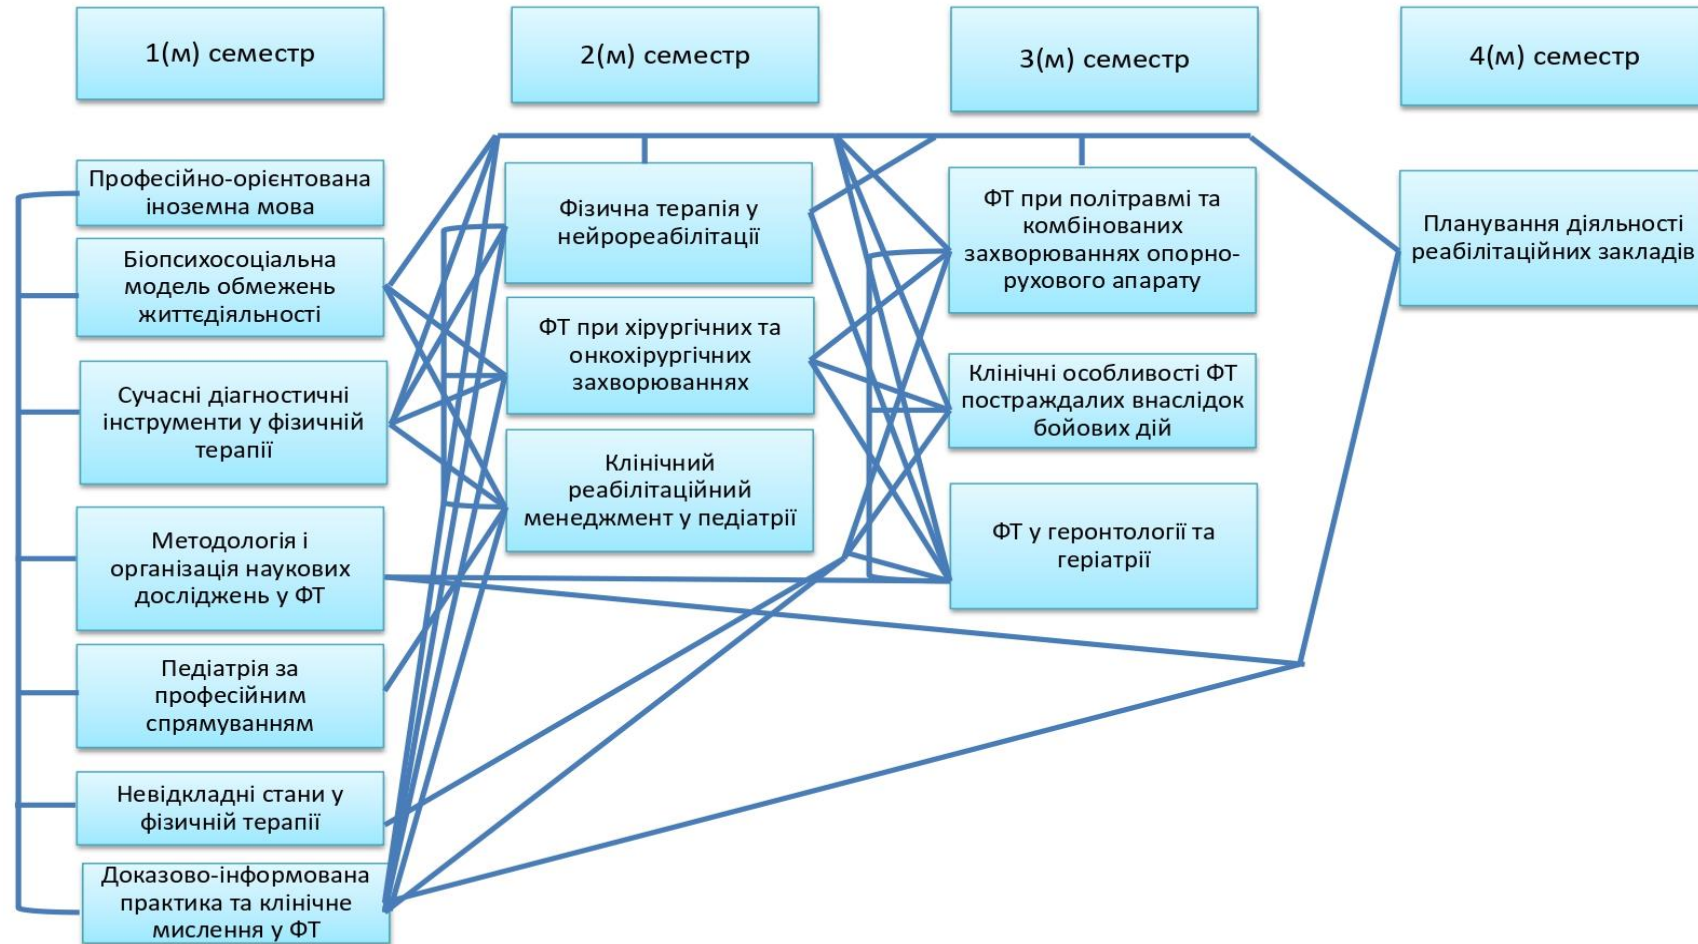 1(м) семестр
2(м) семестр
3(м) семестр
4(м) семестр
Професійно-орієнтована
іноземна мова
Біопсихосоціальна
модель обмежень
життєдіяльності
Сучасні діагностичні
інструменти у фізичній
терапії
Методологія і
організація наукових
досліджень у ФТ
Педіатрія за
професійним
спрямуванням
Невідкладні стани у
фізичній терапії
Доказово-інформована
практика та клінічне
мислення у ФТ
Фізична терапія у
нейрореабілітації
ФТ при хірургічних та
онкохірургічних
захворюваннях
Клінічний
реабілітаційний
менеджмент у педіатрії
ФТ при політравмі та
комбінованих
захворюваннях опорно-
рухового апарату
Клінічні особливості ФТ
постраждалих внаслідок
бойових дій
ФТ у геронтології та
геріатрії
Планування діяльності
реабілітаційних закладів